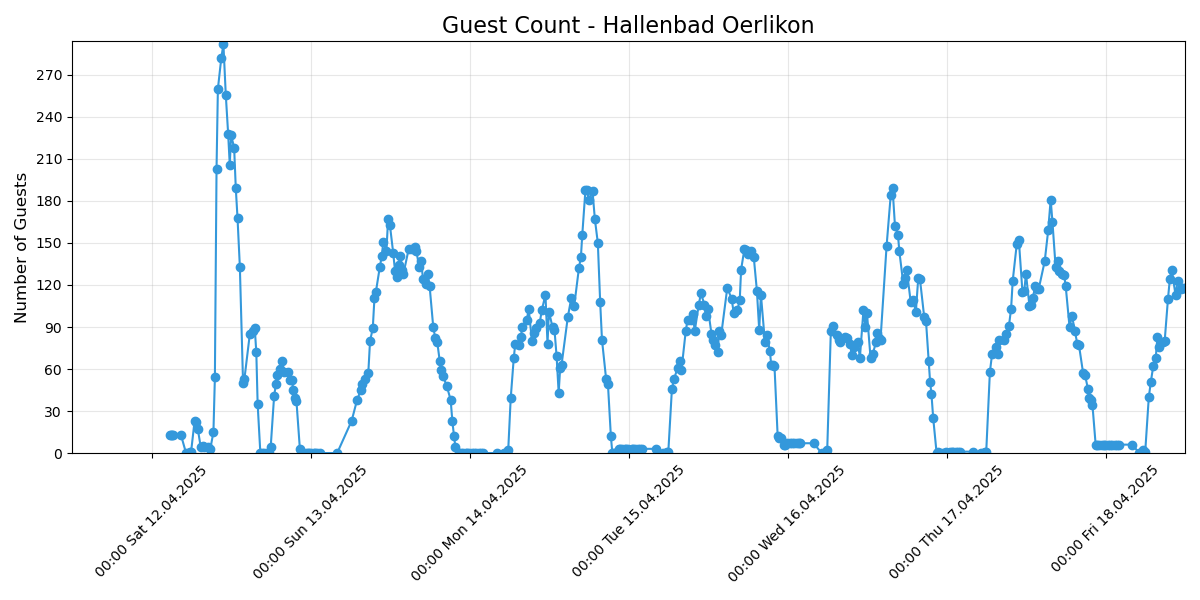 Guest Count - Hallenbad Oerlikon
Number of Guests
270
240
210
180
150
120
90
60
30
0
00:00 Sat 12.04.2025
00:00 Sun 13.04.2025
00:00 Mon 14.04.2025
00:00 Tue 15.04.2025
00:00 Wed 16.04.2025
00:00 Thu 17.04.2025
00:00 Fri 18.04.2025